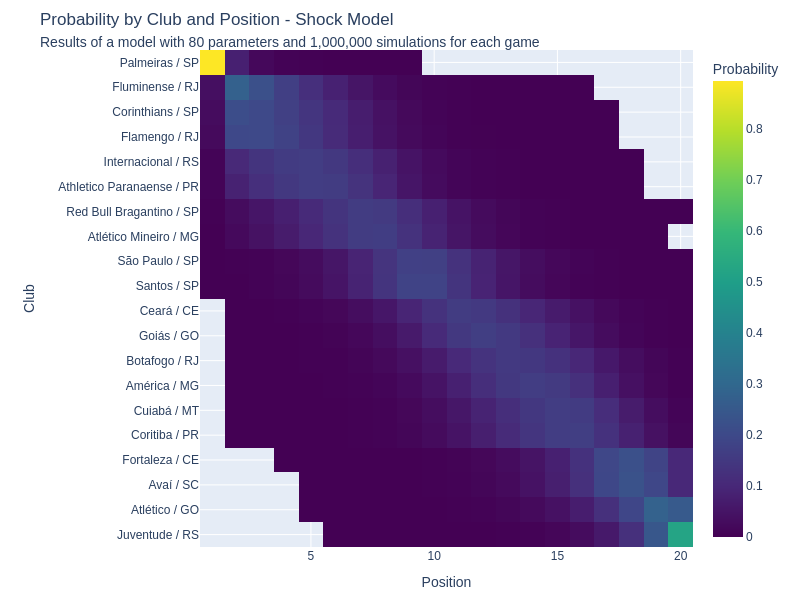 Probability by Club and Position - Shock Model
Results of a model with 80 parameters and 1,000,000 simulations for each game
Palmeiras / SP
Fluminense / RJ
Corinthians / SP
Flamengo / RJ
Internacional / RS
Athletico Paranaense / PR
Red Bull Bragantino / SP
Atlético Mineiro / MG
São Paulo / SP
Santos / SP
Ceará / CE
Goiás / GO
Botafogo / RJ
América / MG
Cuiabá / MT
Coritiba / PR
Fortaleza / CE
Avaí / SC
Atlético / GO
Juventude / RS
Club
5
10
15
20
Position
Probability
0.8
0.7
0.6
0.5
0.4
0.3
0.2
0.1
0